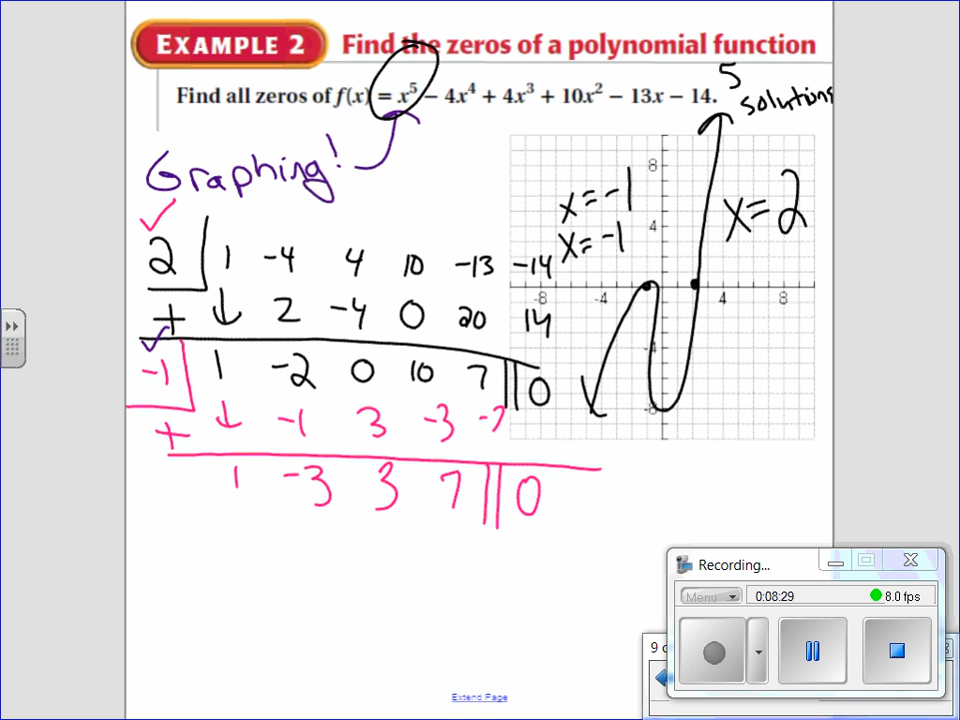 EXAMPLE 2 Find the zeros of a polynomial function
Find all zeros of f(x) = x⁵ − 4x⁴ + 4x³ + 10x² − 13x − 14.
5
solutions
Graphing!
x=-1
x=-1
x=2
8
4
-8 -4 4 8
-4
-8
2 1 -4 4 10 -13 -14
+ ↓ 2 -4 0 20 14
-1 1 -2 0 10 7 0
+ ↓ -1 3 -3 -7
1 -3 3 7 0
Recording...
Menu 0:08:29 8.0 fps
Extend Page